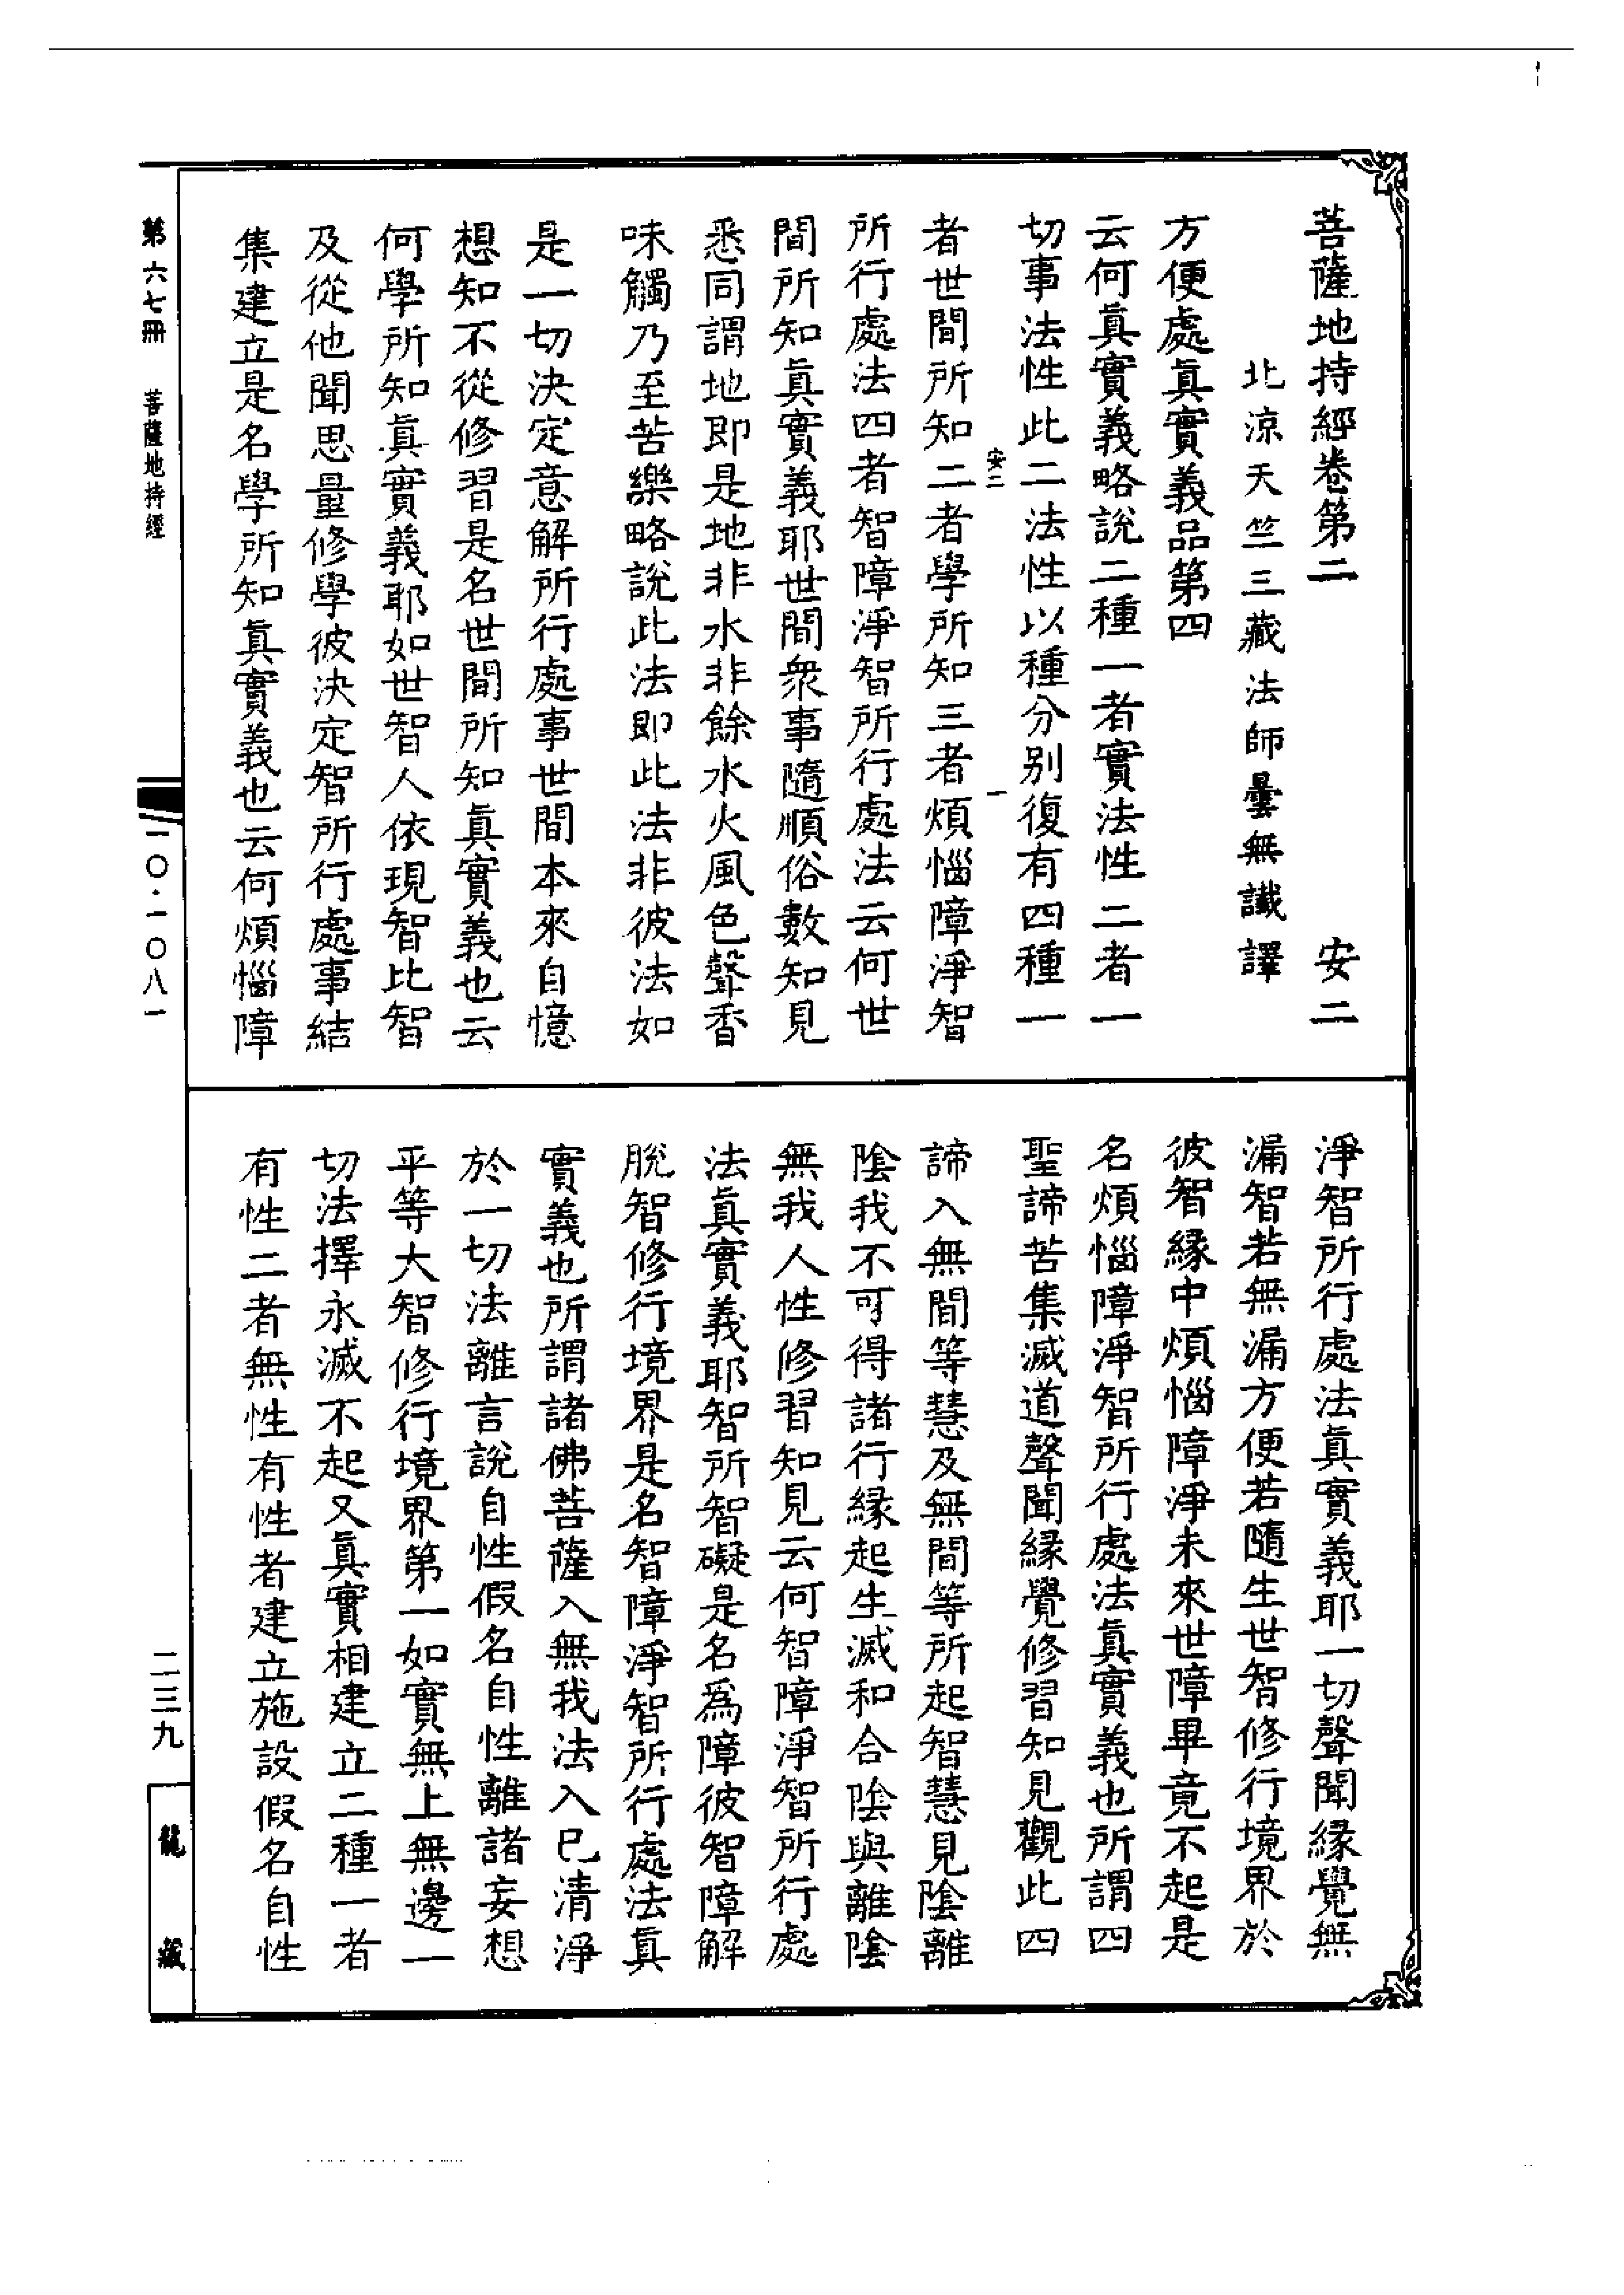 菩薩地持經卷第二　安二
北涼天竺三藏法師曇無讖譯
方便處眞實義品第四
云何眞實義略說二種一者實法性二者一
切事法性此二法性以種分別復有四種一
安二　一
者世間所知二者學所知三者煩惱障淨智
所行處法四者智障淨智所行處法云何世
間所知眞實義耶世間衆事隨順俗數知見
悉同謂地即是地非水非餘水火風色聲香
味觸乃至苦樂略說此法即此法非彼法如
是一切決定意解所行處事世間本來自憶
想知不從修習是名世間所知眞實義也云
何學所知眞實義耶如世智人依現智比智
及從他聞思量修學彼決定智所行處事結
集建立是名學所知眞實義也云何煩惱障
淨智所行處法眞實義耶一切聲聞緣覺無
漏智若無漏方便若隨生世智修行境界於
彼智緣中煩惱障淨未來世障畢竟不起是
名煩惱障淨智所行處法眞實義也所謂四
聖諦苦集滅道聲聞緣覺修習知見觀此四
諦入無間等慧及無間等所起智慧見陰離
陰我不可得諸行緣起生滅和合陰與離陰
無我人性修習知見云何智障淨智所行處
法眞實義耶智所智礙是名爲障彼智障解
脫智修行境界是名智障淨智所行處法眞
實義也所謂諸佛菩薩入無我法入已清淨
於一切法離言說自性假名自性離諸妄想
平等大智修行境界第一如實無上無邊一
切法擇永滅不起又眞實相建立二種一者
有性二者無性有性者建立施設假名自性
第六七冊　菩薩地持經
一〇·一〇八一
二三九
龍藏